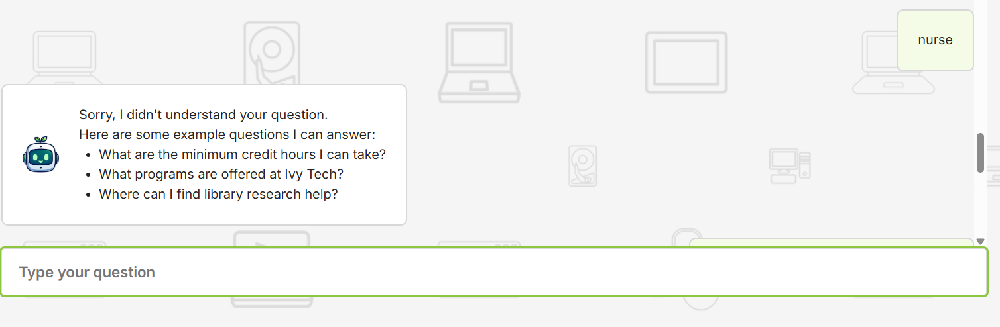 nurse
Sorry, I didn't understand your question.
Here are some example questions I can answer:
• What are the minimum credit hours I can take?
• What programs are offered at Ivy Tech?
• Where can I find library research help?
Type your question